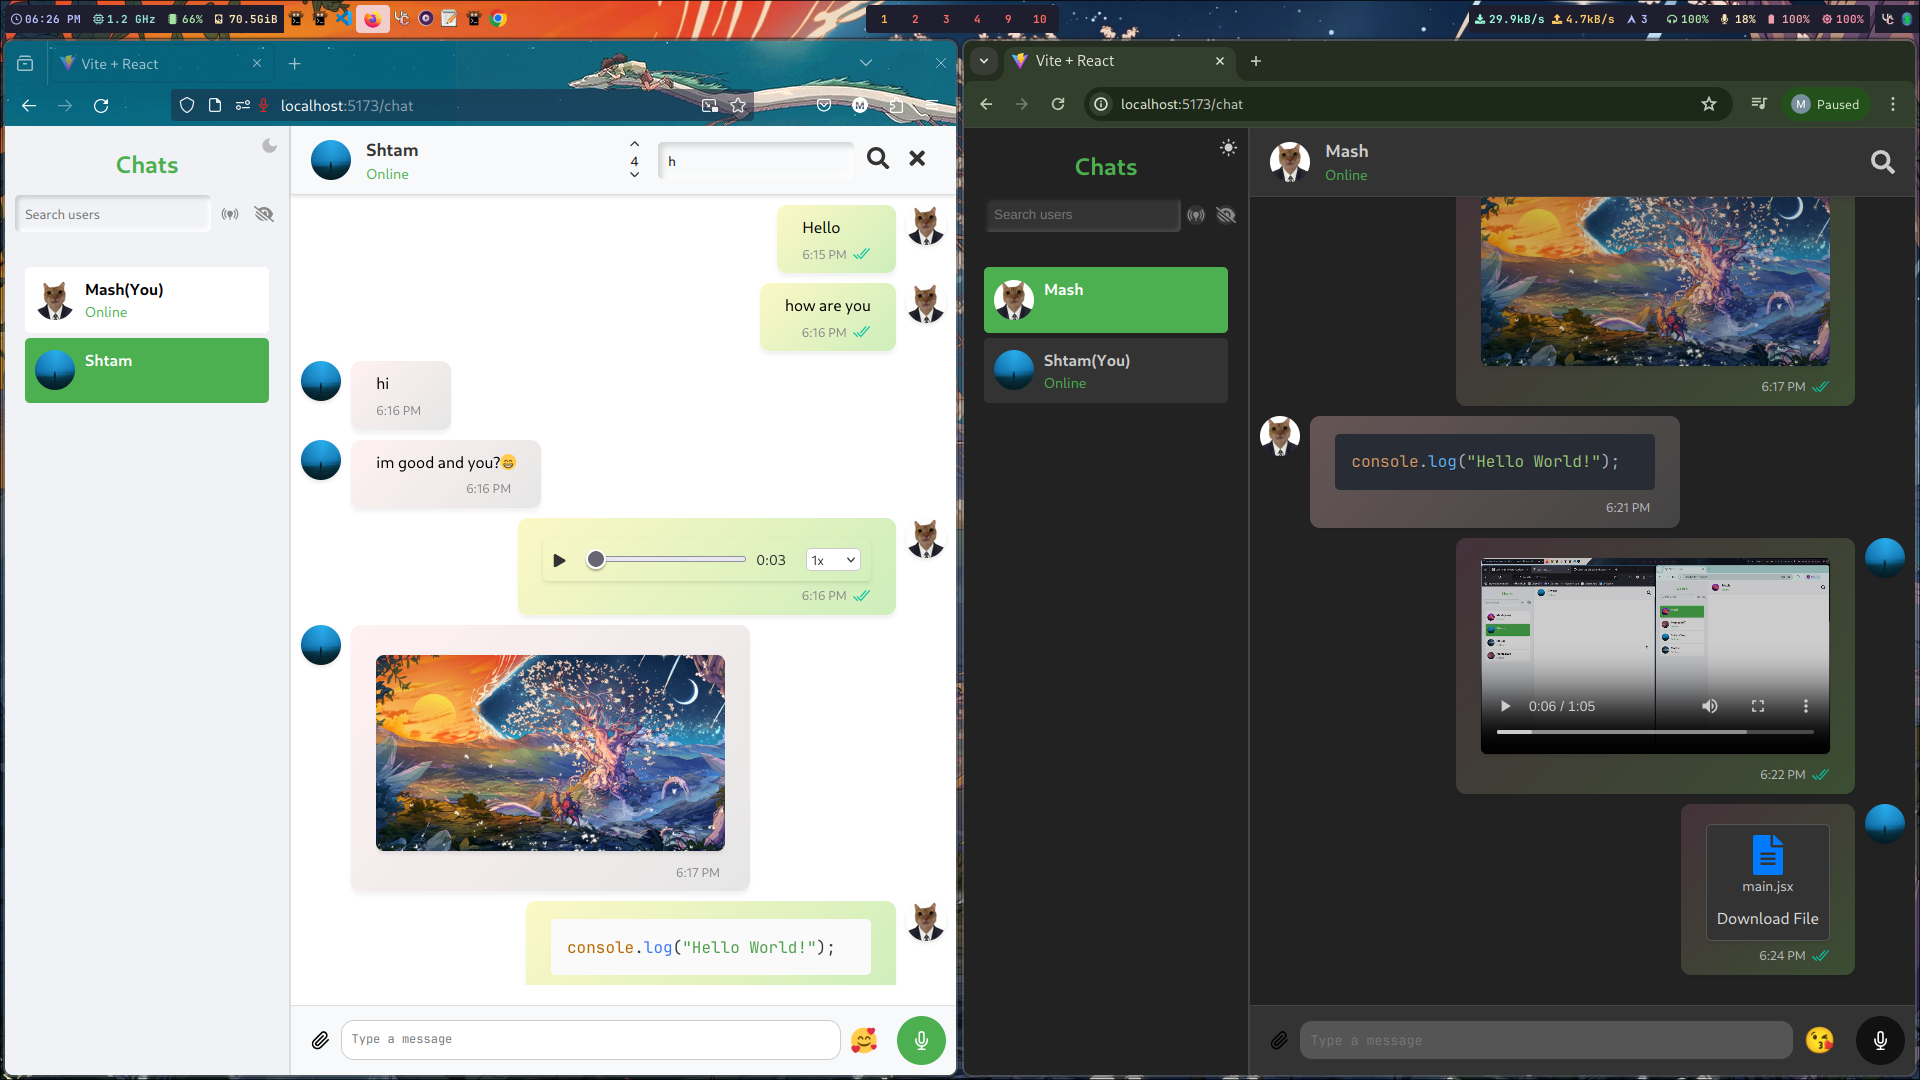 06:26 PM 1.2 GHz 66% 70.5GiB
1 2 3 4 9 10
29.9kB/s 4.7kB/s 3 100% 18% 100% 100%
Vite + React
localhost:5173/chat
M
Chats
Search users
Mash(You)
Online
Shtam
Shtam
Online
4
h
Hello
6:15 PM
how are you
6:16 PM
hi
6:16 PM
im good and you?😁
6:16 PM
0:03 1x
6:16 PM
6:17 PM
console.log("Hello World!");
Type a message
Vite + React
localhost:5173/chat
M Paused
Chats
Search users
Mash
Shtam(You)
Online
Mash
Online
6:17 PM
console.log("Hello World!");
6:21 PM
0:06 / 1:05
6:22 PM
main.jsx
Download File
6:24 PM
Type a message